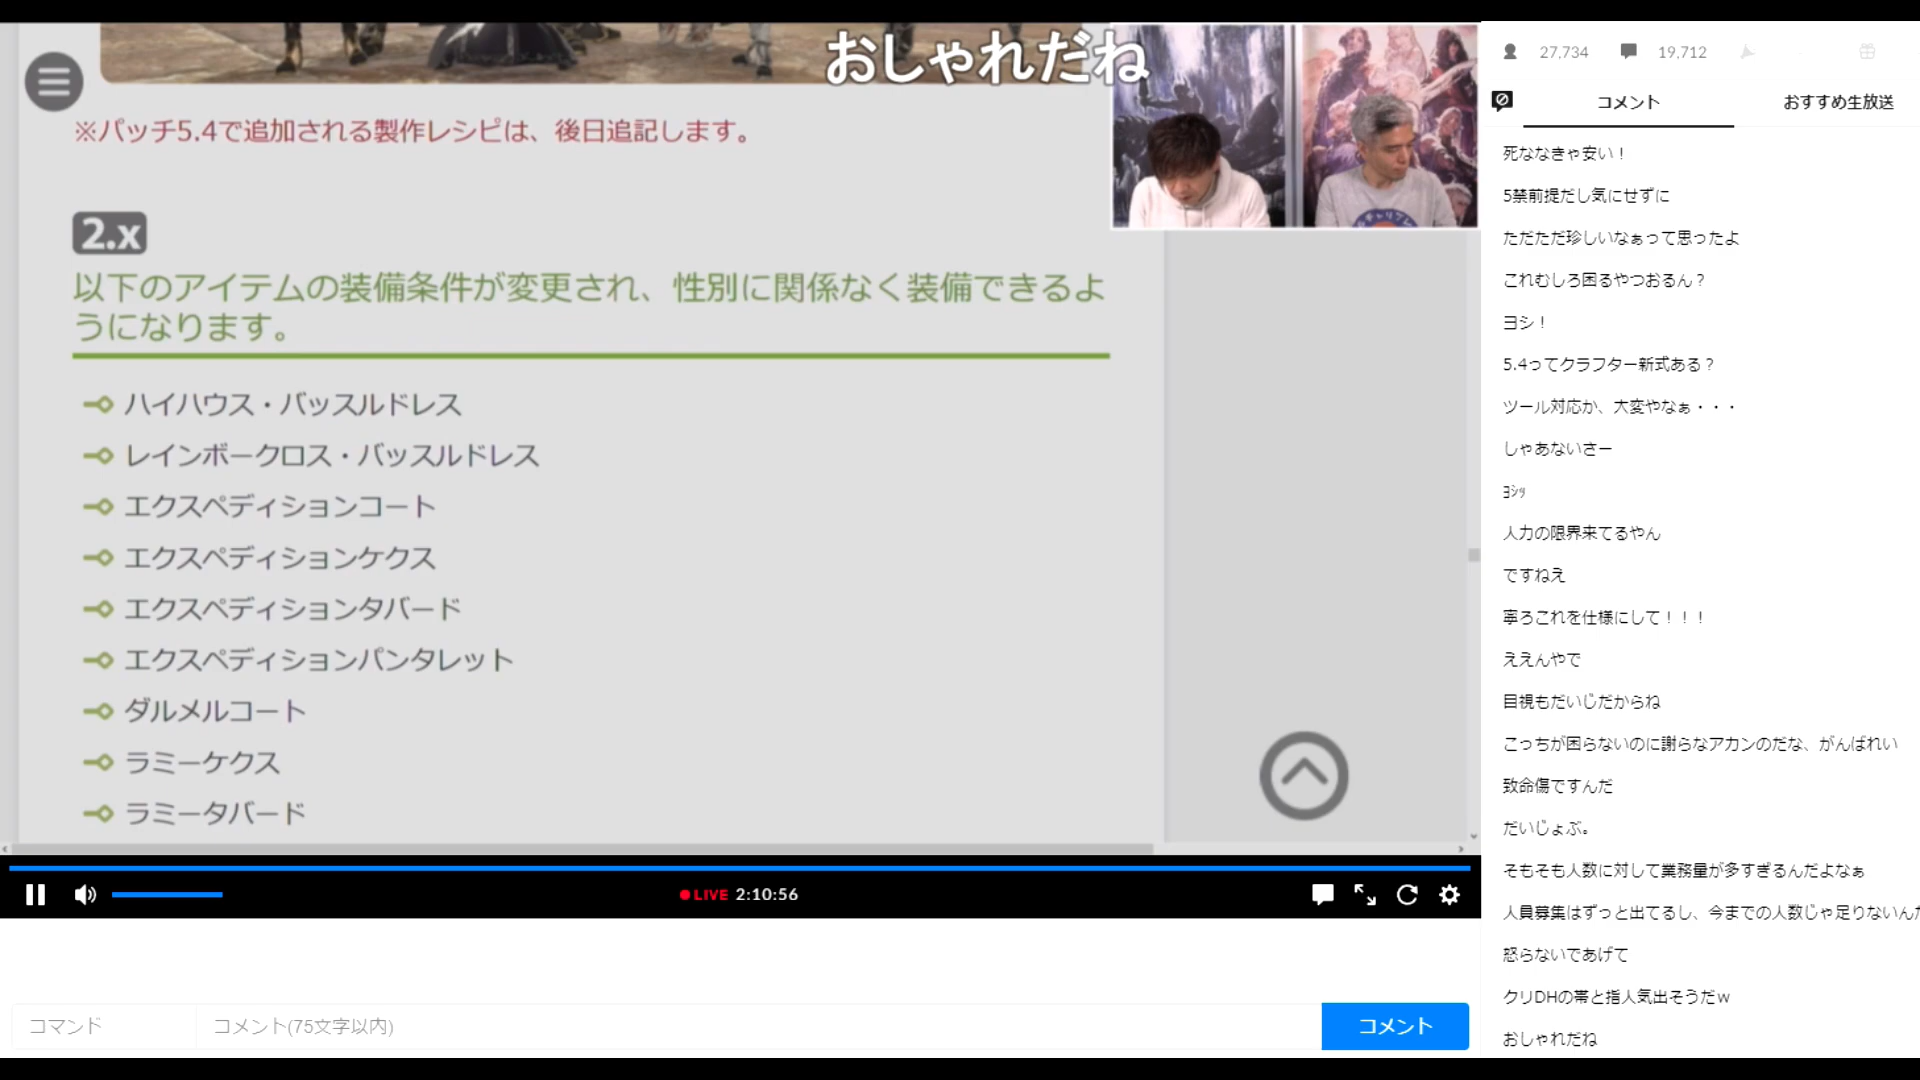 おしゃれだね
※パッチ5.4で追加される製作レシピは、後日追記します。
2.x
以下のアイテムの装備条件が変更され、性別に関係なく装備できるよ
うになります。
ハイハウス・バッスルドレス
レインボークロス・バッスルドレス
エクスペディションコート
エクスペディションケクス
エクスペディションタバード
エクスペディションパンタレット
ダルメルコート
ラミーケクス
ラミータバード
LIVE 2:10:56
コマンド
コメント(75文字以内)
コメント
27,734
19,712
コメント
おすすめ生放送
死ななきゃ安い！
5禁前提だし気にせずに
ただただ珍しいなぁって思ったよ
これむしろ困るやつおるん？
ヨシ！
5.4ってクラフター新式ある？
ツール対応か、大変やなぁ・・・
しゃあないさー
ﾖｼｯ
人力の限界来てるやん
ですねえ
寧ろこれを仕様にして！！！
ええんやで
目視もだいじだからね
こっちが困らないのに謝らなアカンのだな、がんばれい
致命傷ですんだ
だいじょぶ。
そもそも人数に対して業務量が多すぎるんだよなぁ
人員募集はずっと出てるし、今までの人数じゃ足りないん
怒らないであげて
クリDHの帯と指人気出そうだｗ
おしゃれだね